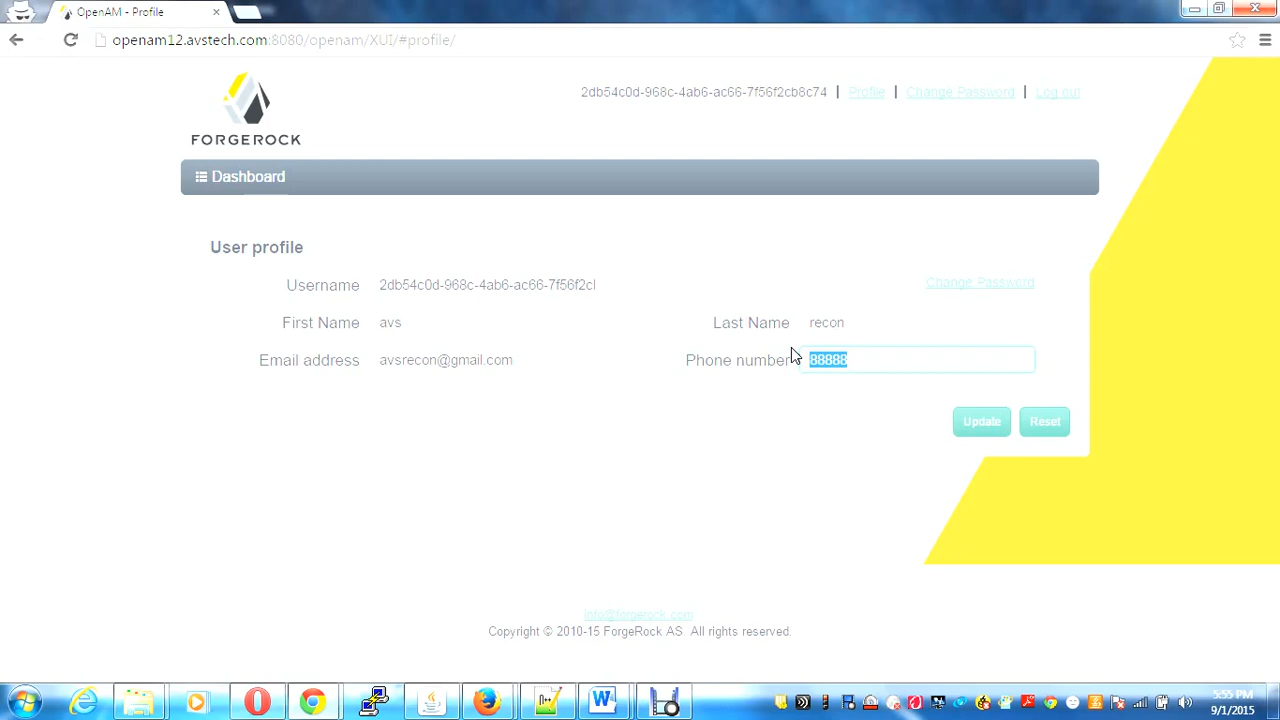 OpenAM - Profile
openam12.avstech.com:8080/openam/XUI/#profile/
FORGEROCK
2db54c0d-968c-4ab6-ac66-7f56f2cb8c74 | Profile | Change Password | Log out
Dashboard
User profile
Username 2db54c0d-968c-4ab6-ac66-7f56f2cl
Change Password
First Name avs
Last Name recon
Email address avsrecon@gmail.com
Phone number 88888
Update Reset
info@forgerock.com
Copyright © 2010-15 ForgeRock AS. All rights reserved.
5:55 PM
9/1/2015